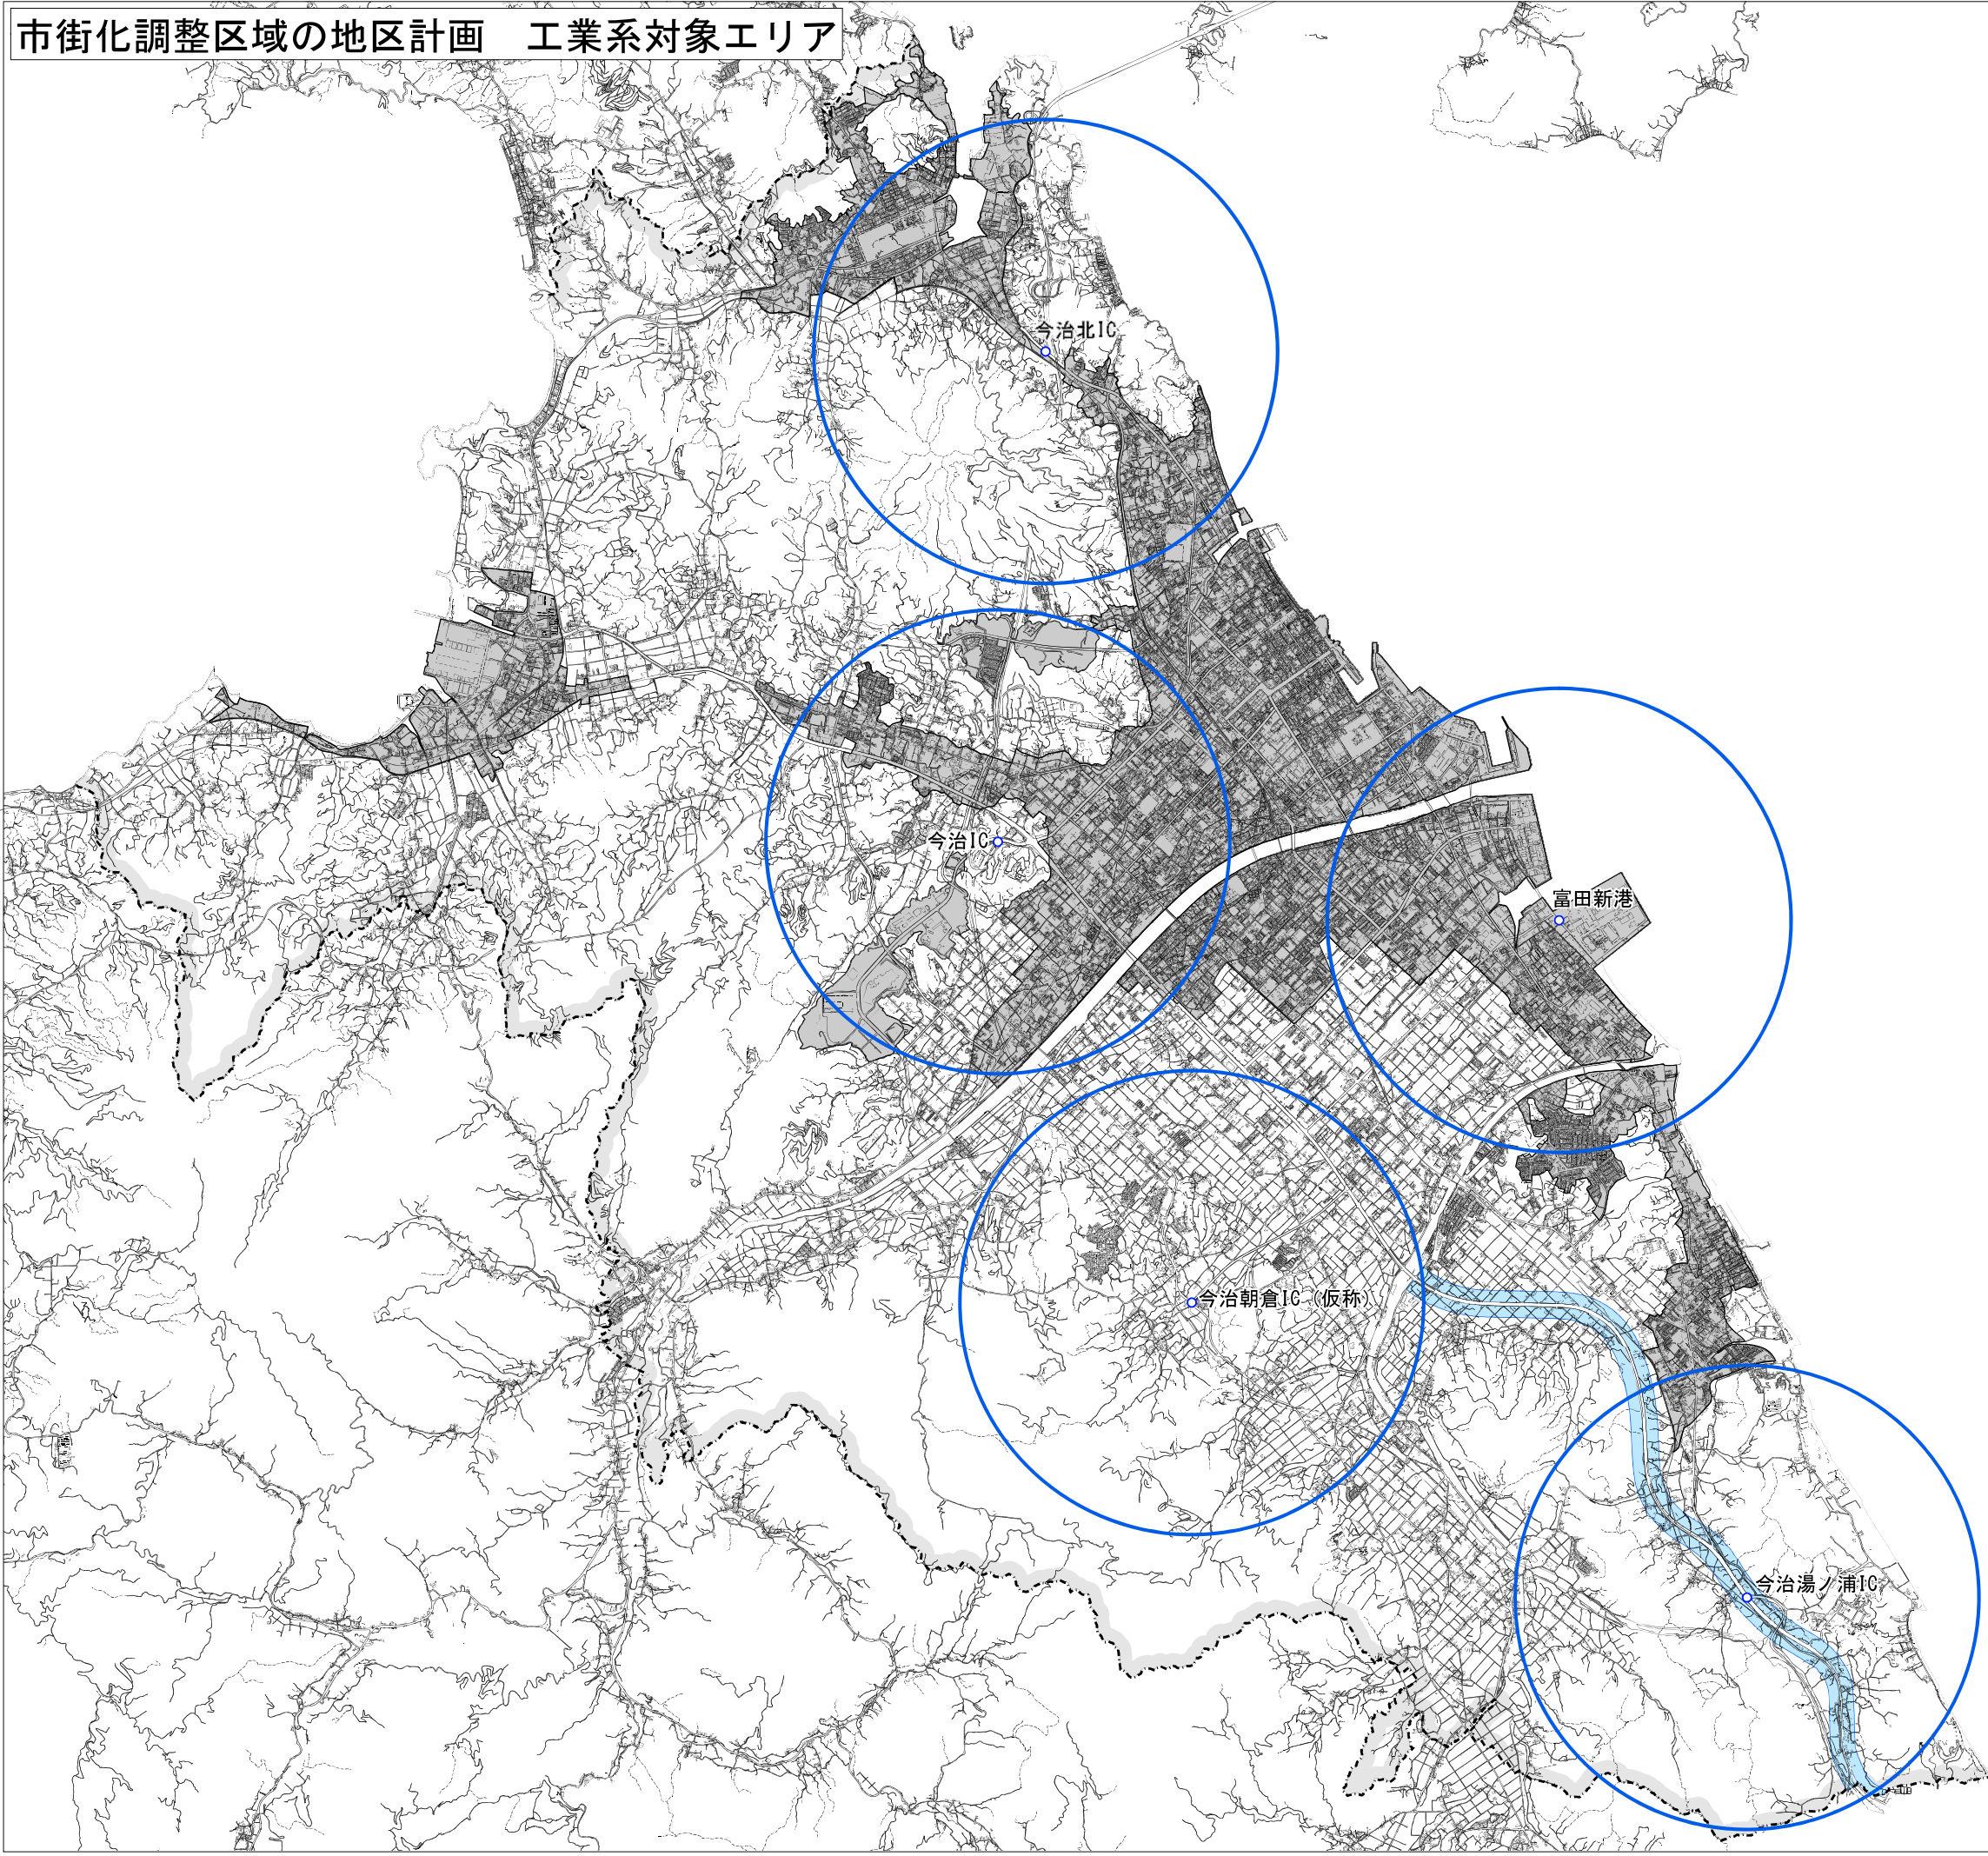 市街化調整区域の地区計画　工業系対象エリア
今治北IC
今治IC
富田新港
今治朝倉IC（仮称）
今治湯ノ浦IC